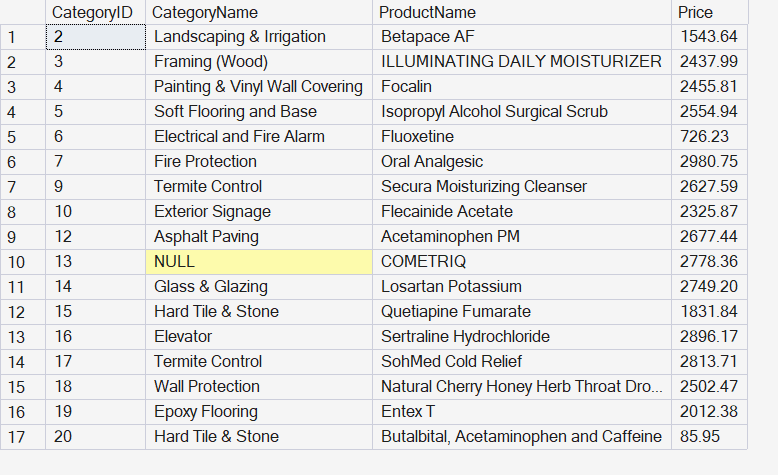 CategoryID CategoryName ProductName Price
1 2 Landscaping & Irrigation Betapace AF 1543.64
2 3 Framing (Wood) ILLUMINATING DAILY MOISTURIZER 2437.99
3 4 Painting & Vinyl Wall Covering Focalin 2455.81
4 5 Soft Flooring and Base Isopropyl Alcohol Surgical Scrub 2554.94
5 6 Electrical and Fire Alarm Fluoxetine 726.23
6 7 Fire Protection Oral Analgesic 2980.75
7 9 Termite Control Secura Moisturizing Cleanser 2627.59
8 10 Exterior Signage Flecainide Acetate 2325.87
9 12 Asphalt Paving Acetaminophen PM 2677.44
10 13 NULL COMETRIQ 2778.36
11 14 Glass & Glazing Losartan Potassium 2749.20
12 15 Hard Tile & Stone Quetiapine Fumarate 1831.84
13 16 Elevator Sertraline Hydrochloride 2896.17
14 17 Termite Control SohMed Cold Relief 2813.71
15 18 Wall Protection Natural Cherry Honey Herb Throat Dro... 2502.47
16 19 Epoxy Flooring Entex T 2012.38
17 20 Hard Tile & Stone Butalbital, Acetaminophen and Caffeine 85.95